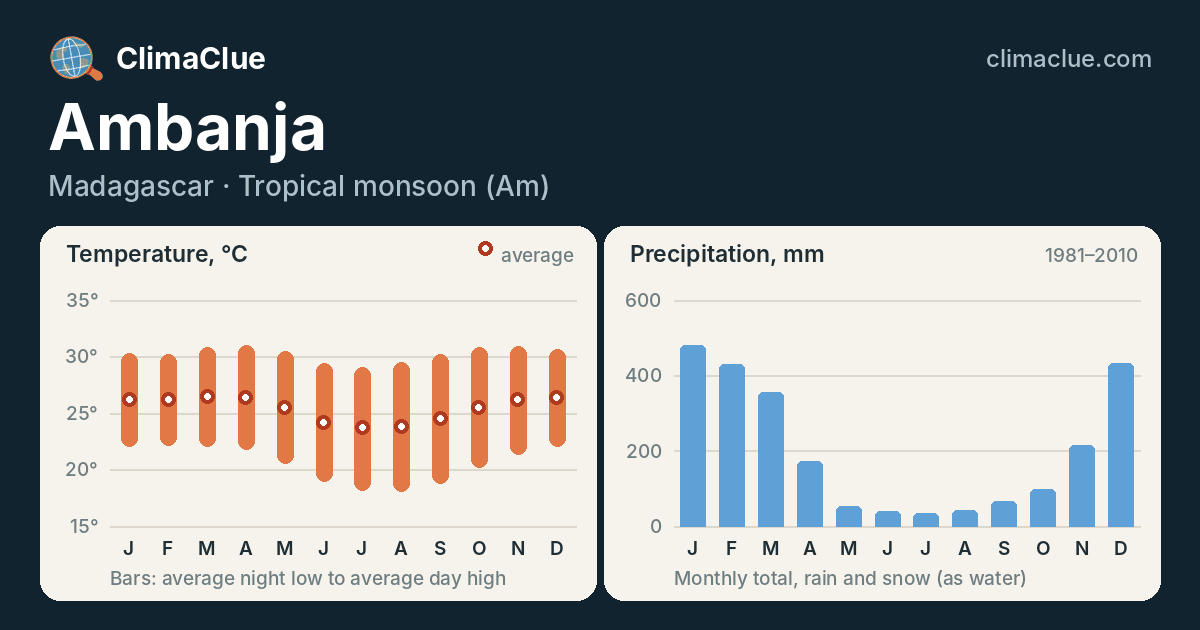 ClimaClue
climaclue.com
Ambanja
Madagascar · Tropical monsoon (Am)
Temperature, °C
average
35°
30°
25°
20°
15°
J F M A M J J A S O N D
Bars: average night low to average day high
Precipitation, mm
1981–2010
600
400
200
0
J F M A M J J A S O N D
Monthly total, rain and snow (as water)